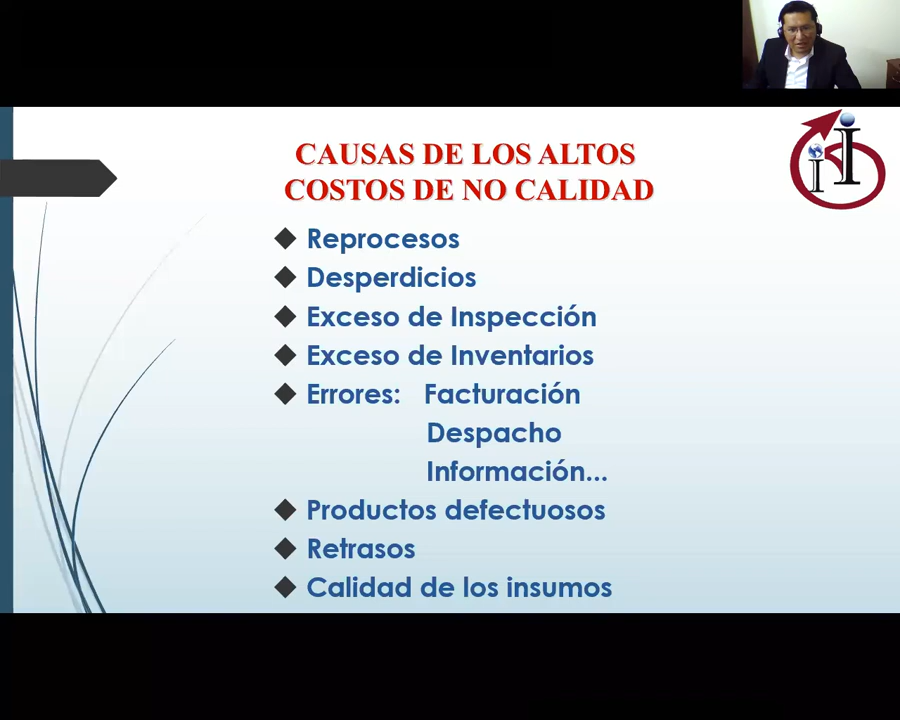 CAUSAS DE LOS ALTOS
COSTOS DE NO CALIDAD
Reprocesos
Desperdicios
Exceso de Inspección
Exceso de Inventarios
Errores: Facturación
Despacho
Información...
Productos defectuosos
Retrasos
Calidad de los insumos